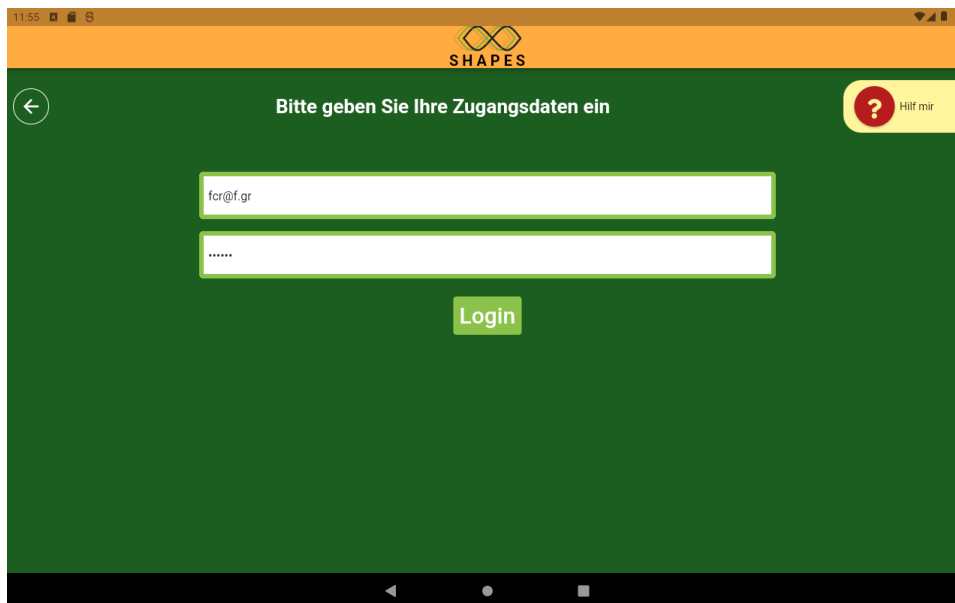 11:55
SHAPES
Bitte geben Sie Ihre Zugangsdaten ein
Hilf mir
fcr@f.gr
••••••
Login